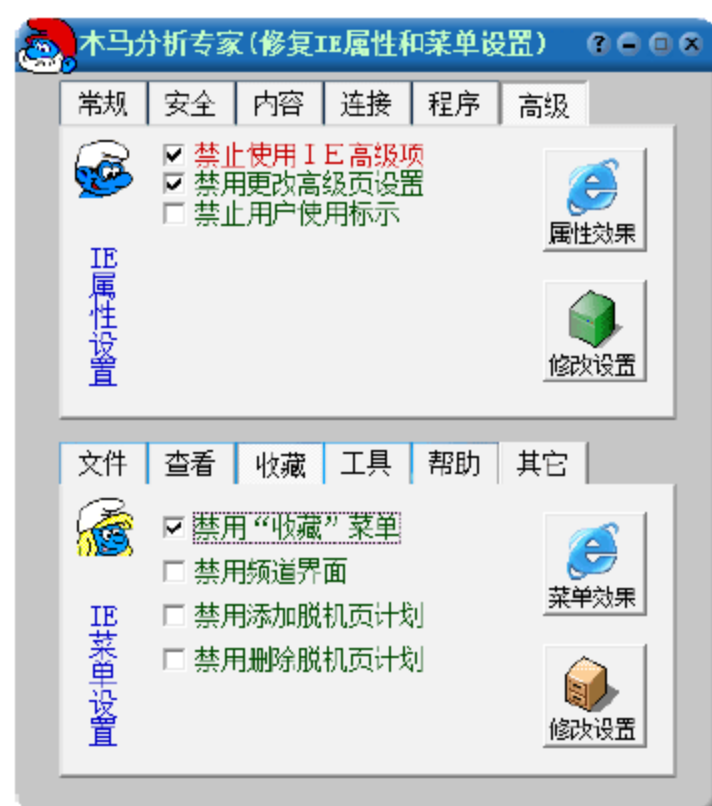 木马分析专家(修复IE属性和菜单设置)
常规 安全 内容 连接 程序 高级
禁止使用IE高级项
禁用更改高级页设置
禁止用户使用标示
属性效果
IE属性设置
修改设置
文件 查看 收藏 工具 帮助 其它
禁用“收藏”菜单
禁用频道界面
禁用添加脱机页计划
禁用删除脱机页计划
菜单效果
IE菜单设置
修改设置